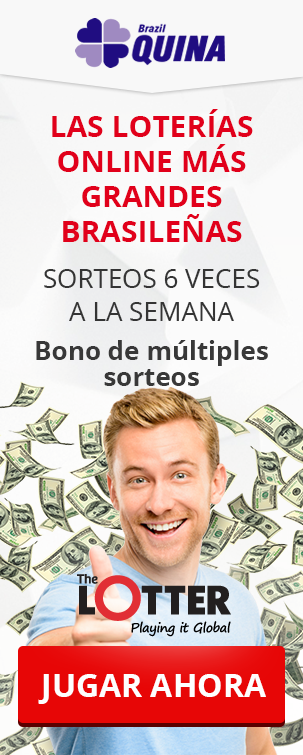 Brazil
QUINA
LAS LOTERÍAS
ONLINE MÁS
GRANDES
BRASILEÑAS
SORTEOS 6 VECES
A LA SEMANA
Bono de múltiples
sorteos
The
LOTTER
Playing it Global
JUGAR AHORA